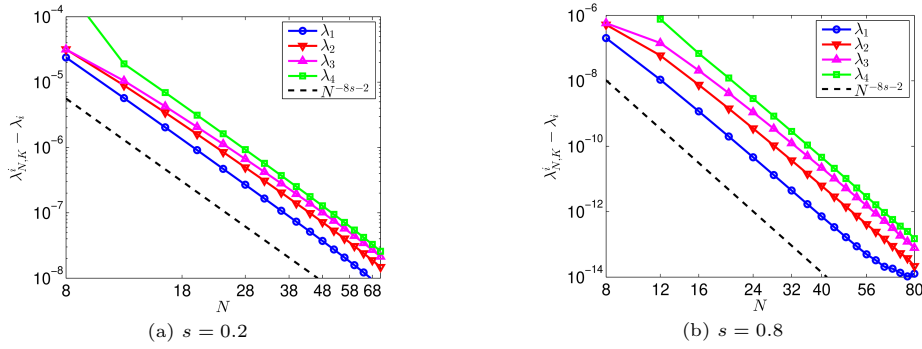 10^{-4}
10^{-5}
10^{-6}
10^{-7}
10^{-8}
λ^i_{N,K} − λ_i
8 18 28 38 48 58 68
N
λ_1
λ_2
λ_3
λ_4
N^{−8s−2}
(a) s = 0.2
10^{-6}
10^{-8}
10^{-10}
10^{-12}
10^{-14}
λ^i_{N,K} − λ_i
8 12 16 24 32 40 56 80
N
λ_1
λ_2
λ_3
λ_4
N^{−8s−2}
(b) s = 0.8